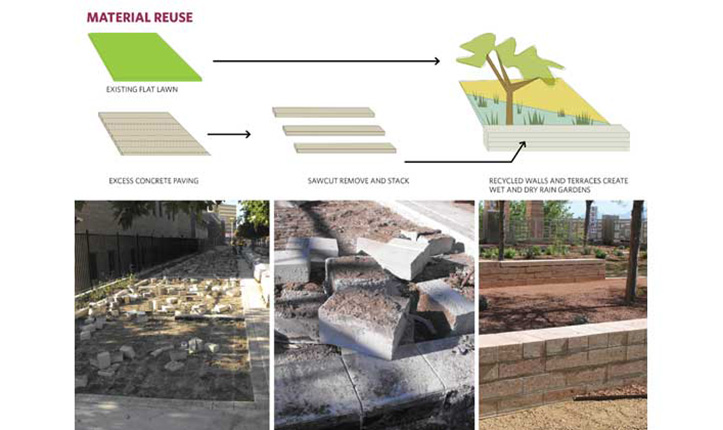 MATERIAL REUSE
EXISTING FLAT LAWN
EXCESS CONCRETE PAVING
SAWCUT REMOVE AND STACK
RECYCLED WALLS AND TERRACES CREATE
WET AND DRY RAIN GARDENS